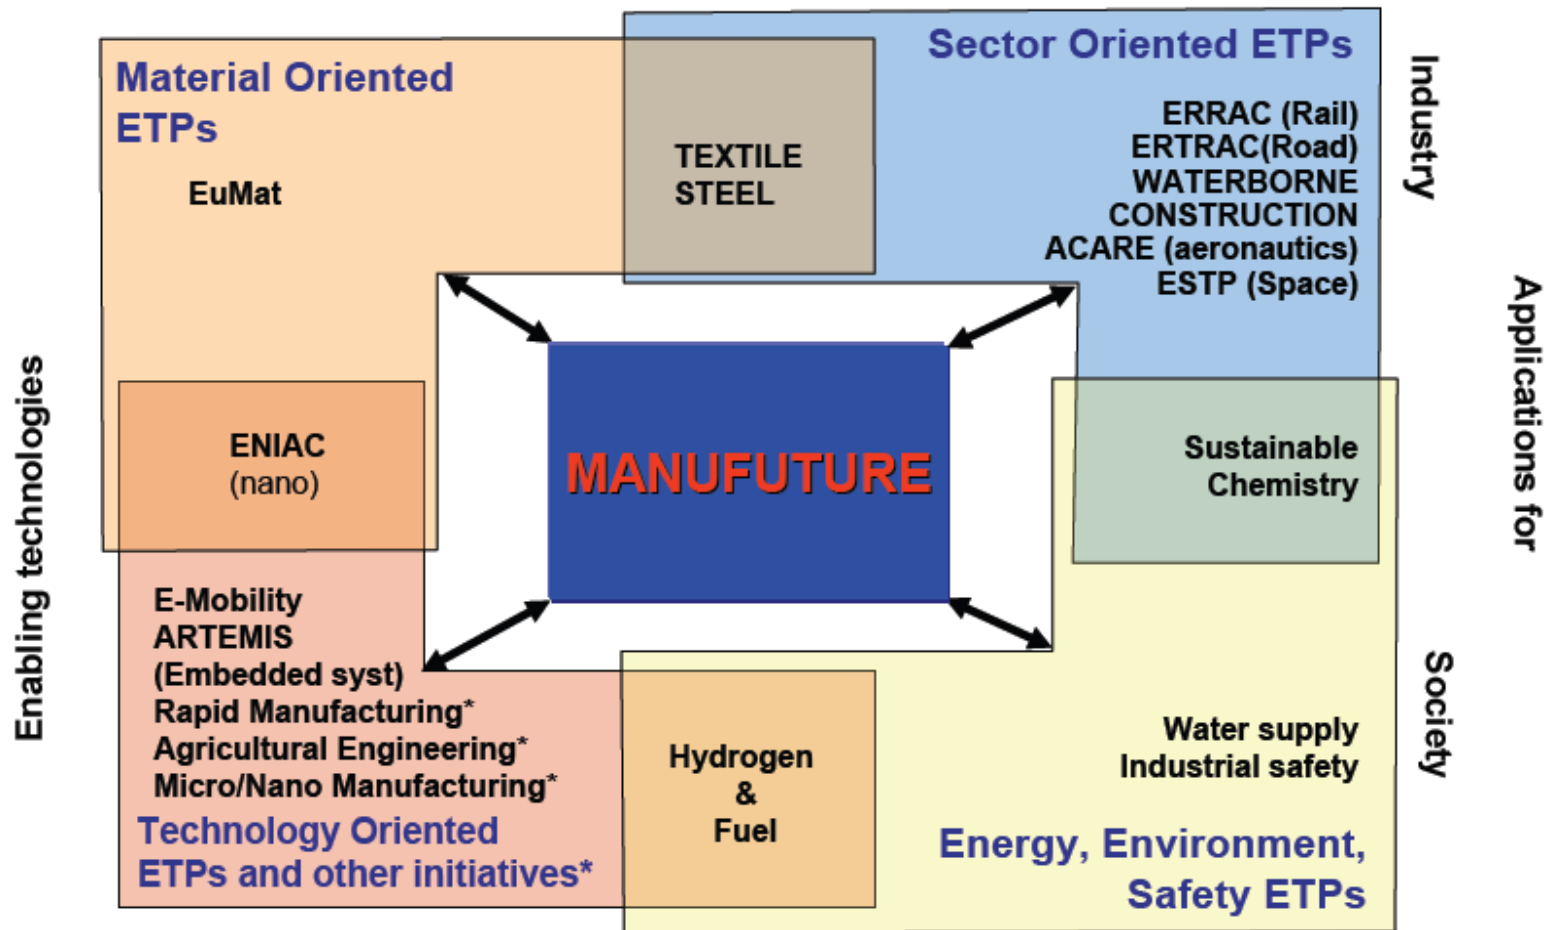 Material Oriented
ETPs
EuMat
TEXTILE
STEEL
Sector Oriented ETPs
ERRAC (Rail)
ERTRAC(Road)
WATERBORNE
CONSTRUCTION
ACARE (aeronautics)
ESTP (Space)
Industry
Applications for
Society
Enabling technologies
ENIAC
(nano)
MANUFUTURE
Sustainable
Chemistry
E-Mobility
ARTEMIS
(Embedded syst)
Rapid Manufacturing*
Agricultural Engineering*
Micro/Nano Manufacturing*
Technology Oriented
ETPs and other initiatives*
Hydrogen
&
Fuel
Water supply
Industrial safety
Energy, Environment,
Safety ETPs